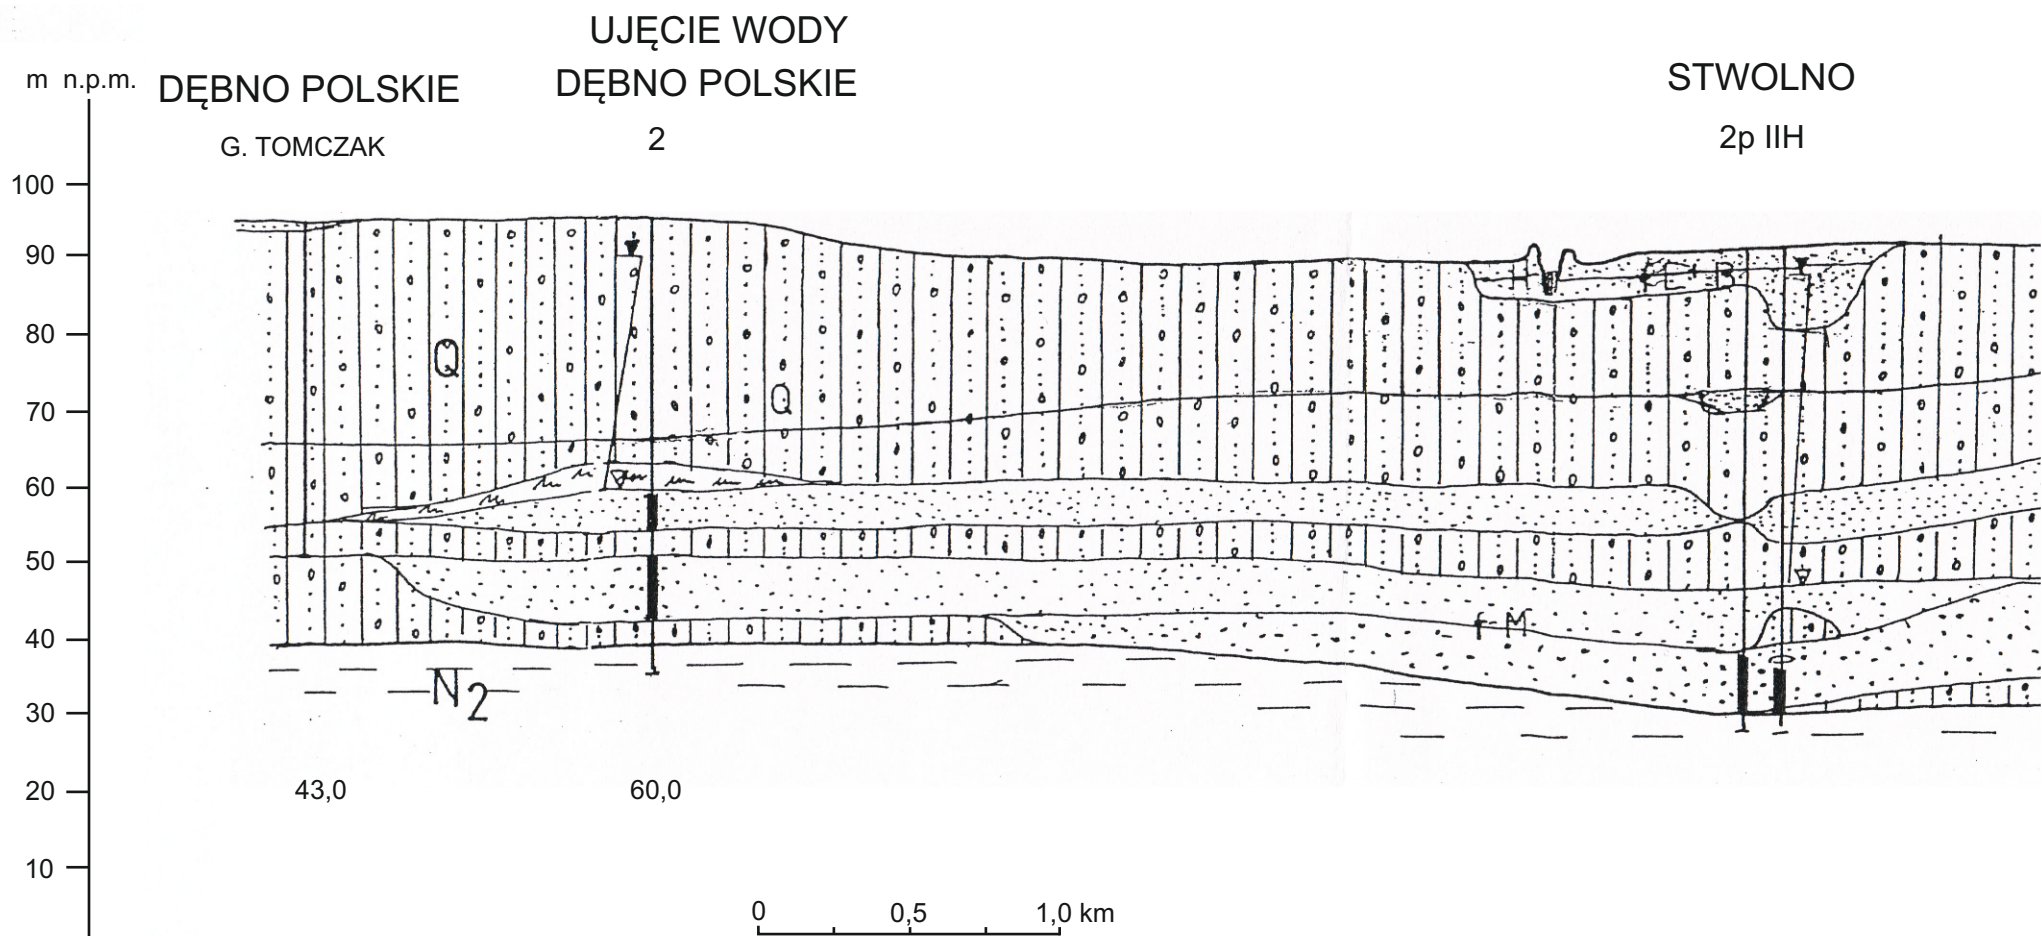 UJĘCIE WODY
m n.p.m.
DĘBNO POLSKIE
DĘBNO POLSKIE
STWOLNO
G. TOMCZAK
2
2p IIH
100
90
80
70
60
50
40
30
20
10
Q
Q
f M
N2
43,0
60,0
0
0,5
1,0 km